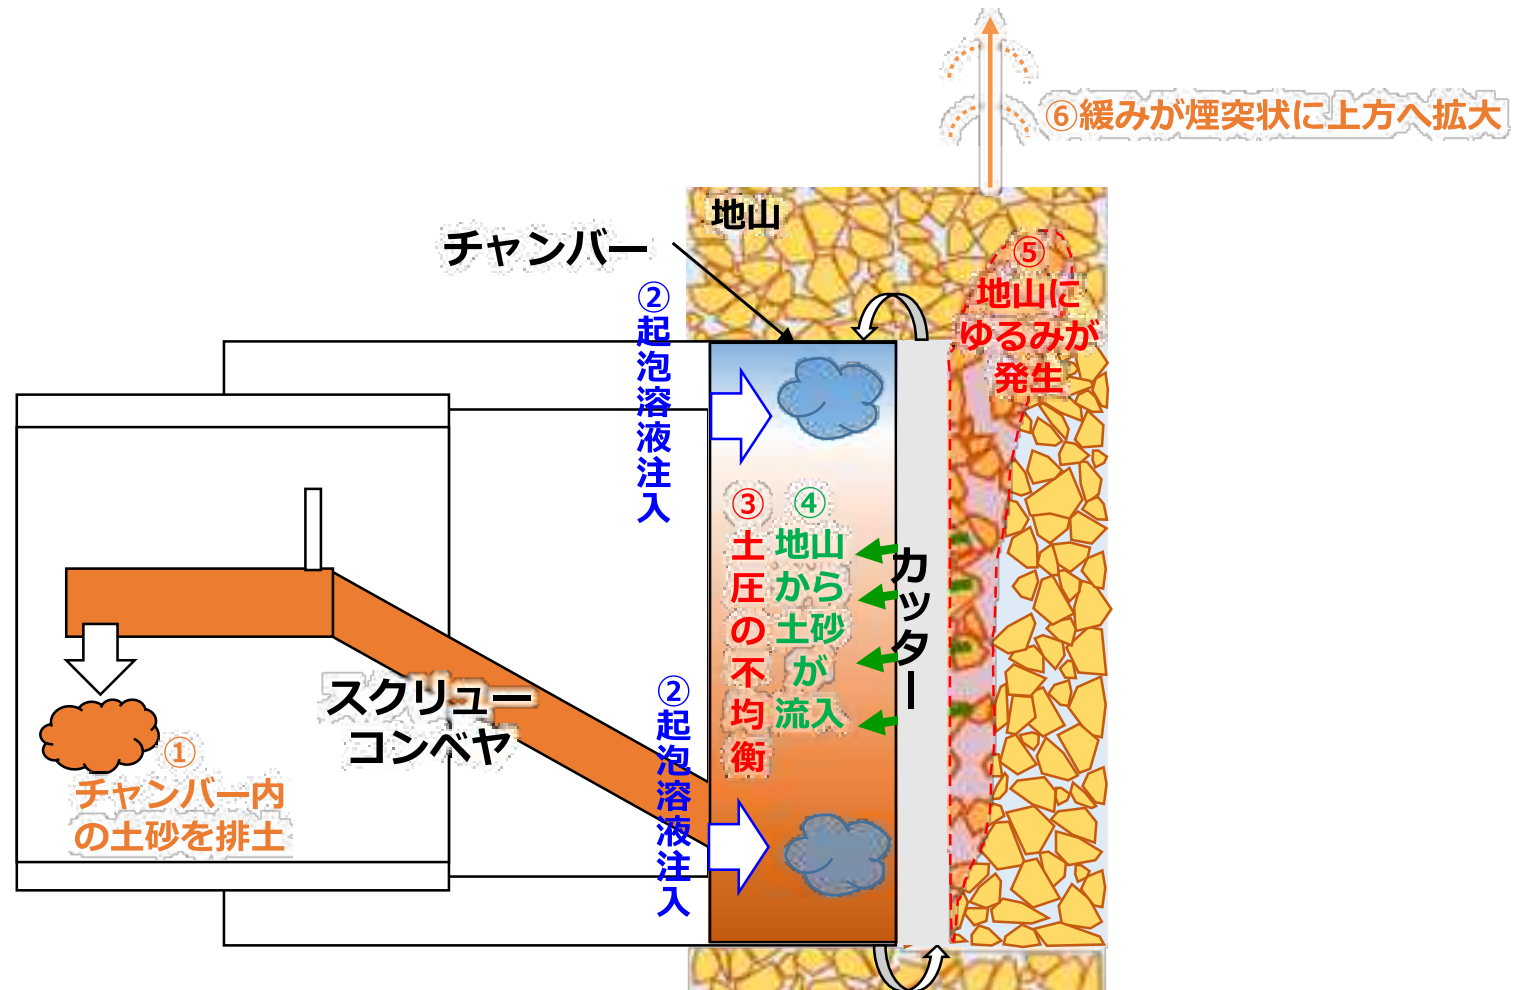 ⑥緩みが煙突状に上方へ拡大
地山
チャンバー
⑤
地山に
ゆるみが
発生
②起泡溶液注入
③土圧の不均衡
④
地山
から
土砂
が
流入
カッター
スクリュー
コンベヤ
②起泡溶液注入
①
チャンバー内
の土砂を排土